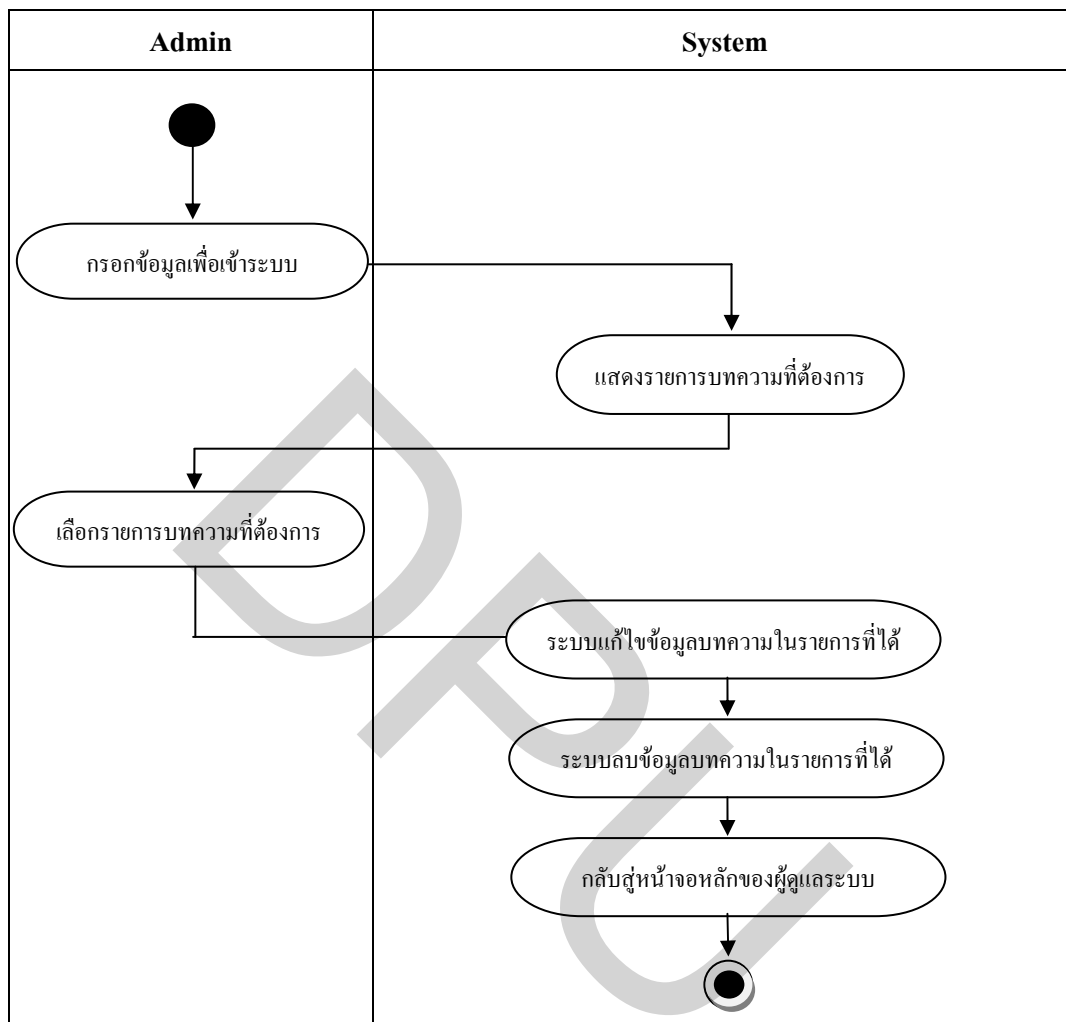 Admin
System
กรอกข้อมูลเพื่อเข้าระบบ
แสดงรายการบทความที่ต้องการ
เลือกรายการบทความที่ต้องการ
ระบบแก้ไขข้อมูลบทความในรายการที่ได้
ระบบลบข้อมูลบทความในรายการที่ได้
กลับสู่หน้าจอหลักของผู้ดูแลระบบ
DPU